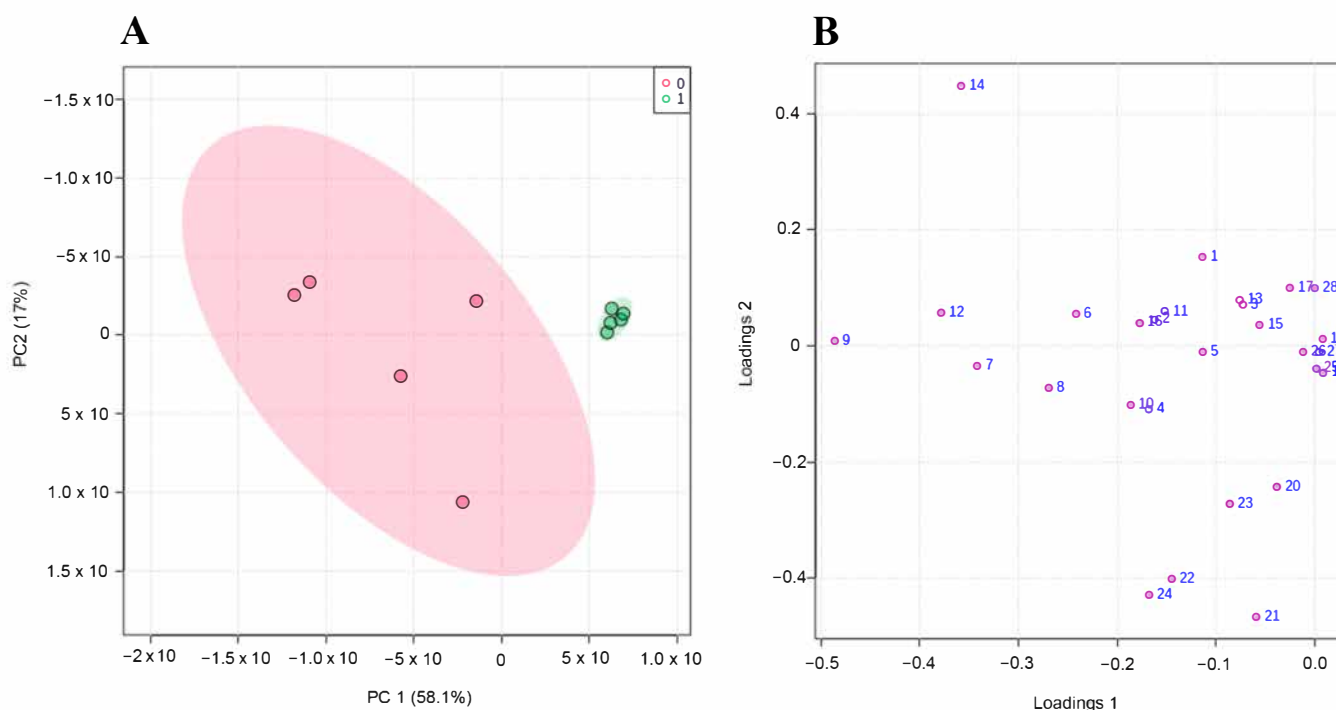 A
B
0
1
−1.5 x 10
−1.0 x 10
−5 x 10
0
5 x 10
1.0 x 10
1.5 x 10
PC2 (17%)
−2 x 10
−1.5 x 10
−1.0 x 10
−5 x 10
0
5 x 10
1.0 x 10
PC 1 (58.1%)
0.4
0.2
0
−0.2
−0.4
Loadings 2
14
1
17
28
13
3
12
6
11
2
16
15
9
5
26
7
8
10
4
20
23
22
24
21
−0.5
−0.4
−0.3
−0.2
−0.1
0.0
Loadings 1